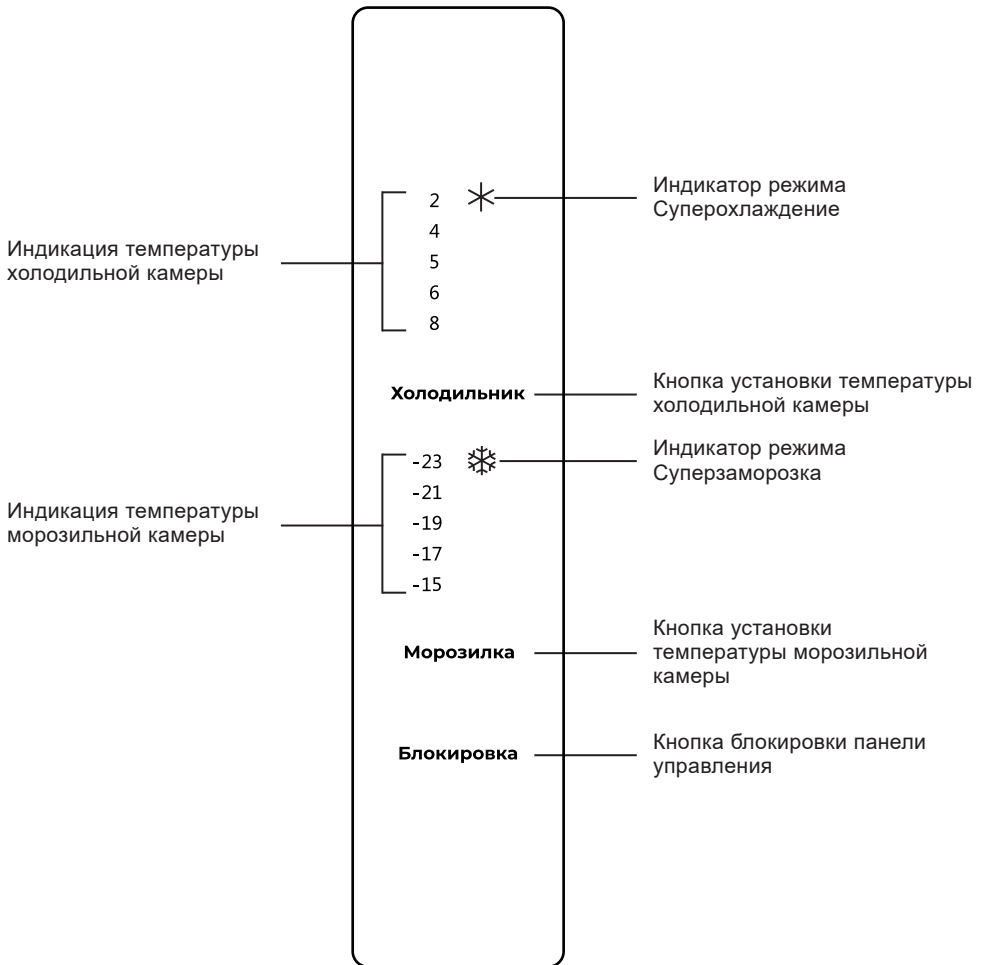 Индикатор режима
Суперохлаждение
2
4
5
6
8
Индикация температуры
холодильной камеры
Холодильник
Кнопка установки температуры
холодильной камеры
Индикатор режима
Суперзаморозка
-23
-21
-19
-17
-15
Индикация температуры
морозильной камеры
Морозилка
Кнопка установки
температуры морозильной
камеры
Блокировка
Кнопка блокировки панели
управления